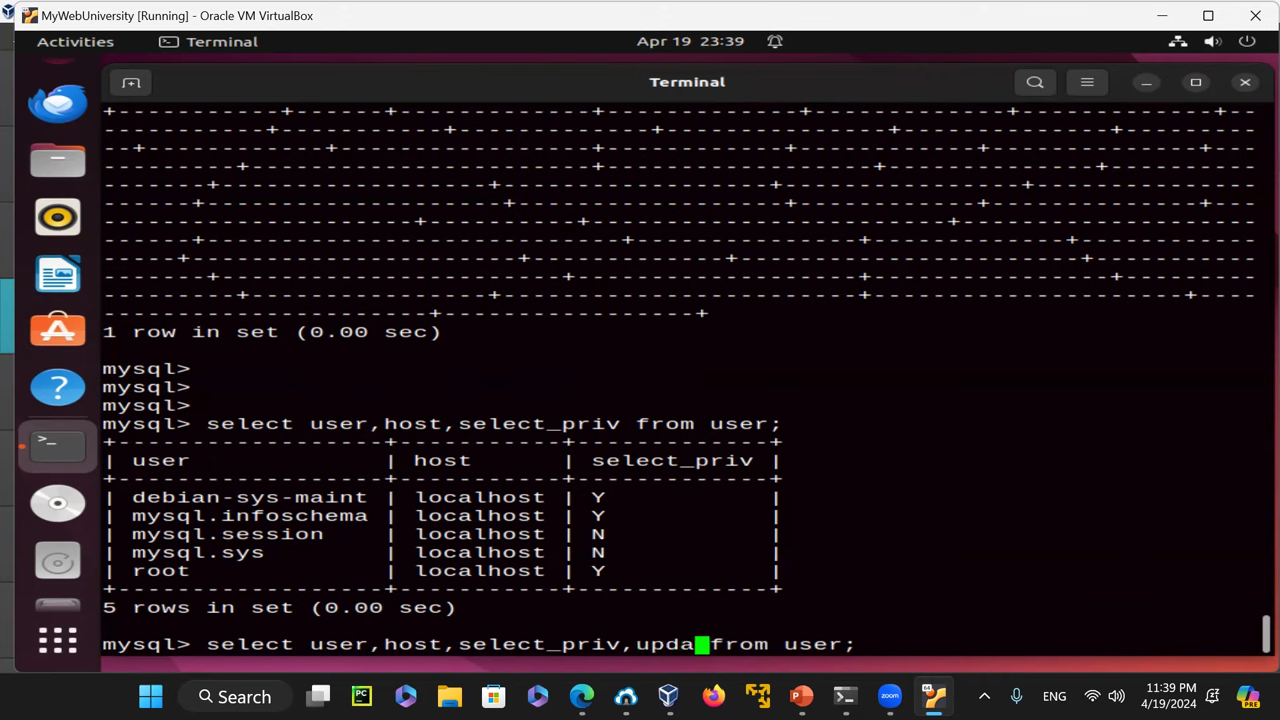 MyWebUniversity [Running] - Oracle VM VirtualBox
Activities Terminal Apr 19 23:39
Terminal
1 row in set (0.00 sec)
mysql>
mysql>
mysql>
mysql> select user,host,select_priv from user;
+------------------+-----------+-------------+
| user | host | select_priv |
+------------------+-----------+-------------+
| debian-sys-maint | localhost | Y |
| mysql.infoschema | localhost | Y |
| mysql.session | localhost | N |
| mysql.sys | localhost | N |
| root | localhost | Y |
+------------------+-----------+-------------+
5 rows in set (0.00 sec)
mysql> select user,host,select_priv,upda from user;
Search ENG 11:39 PM
4/19/2024
PC
zoom
PRE